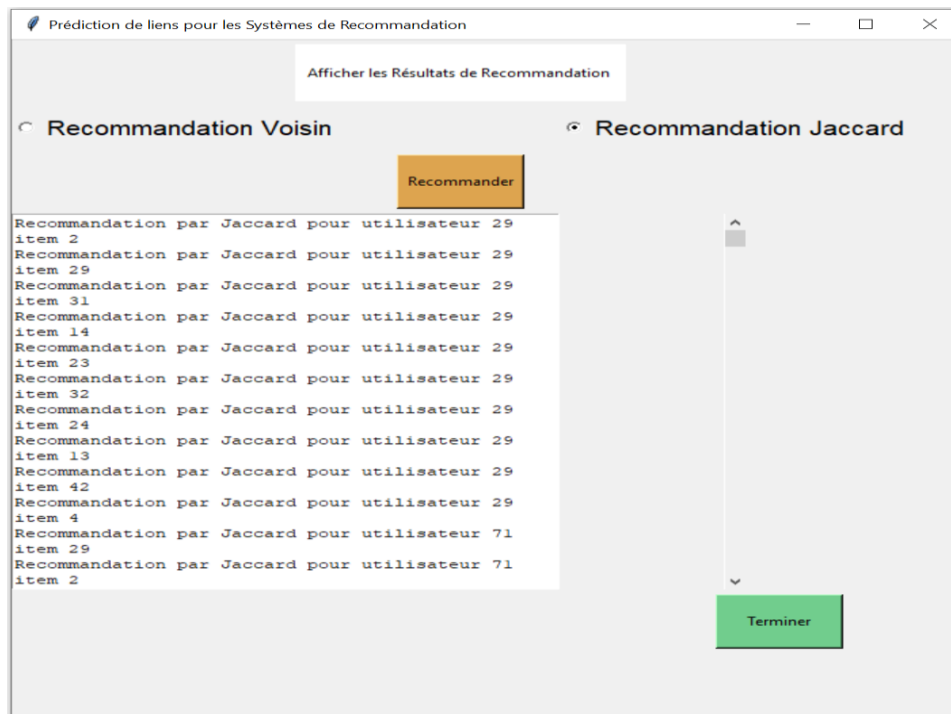 Prédiction de liens pour les Systèmes de Recommandation
Afficher les Résultats de Recommandation
Recommandation Voisin
Recommandation Jaccard
Recommander
Recommandation par Jaccard pour utilisateur 29
item 2
Recommandation par Jaccard pour utilisateur 29
item 29
Recommandation par Jaccard pour utilisateur 29
item 31
Recommandation par Jaccard pour utilisateur 29
item 14
Recommandation par Jaccard pour utilisateur 29
item 23
Recommandation par Jaccard pour utilisateur 29
item 32
Recommandation par Jaccard pour utilisateur 29
item 24
Recommandation par Jaccard pour utilisateur 29
item 13
Recommandation par Jaccard pour utilisateur 29
item 42
Recommandation par Jaccard pour utilisateur 29
item 4
Recommandation par Jaccard pour utilisateur 71
item 29
Recommandation par Jaccard pour utilisateur 71
item 2
Terminer